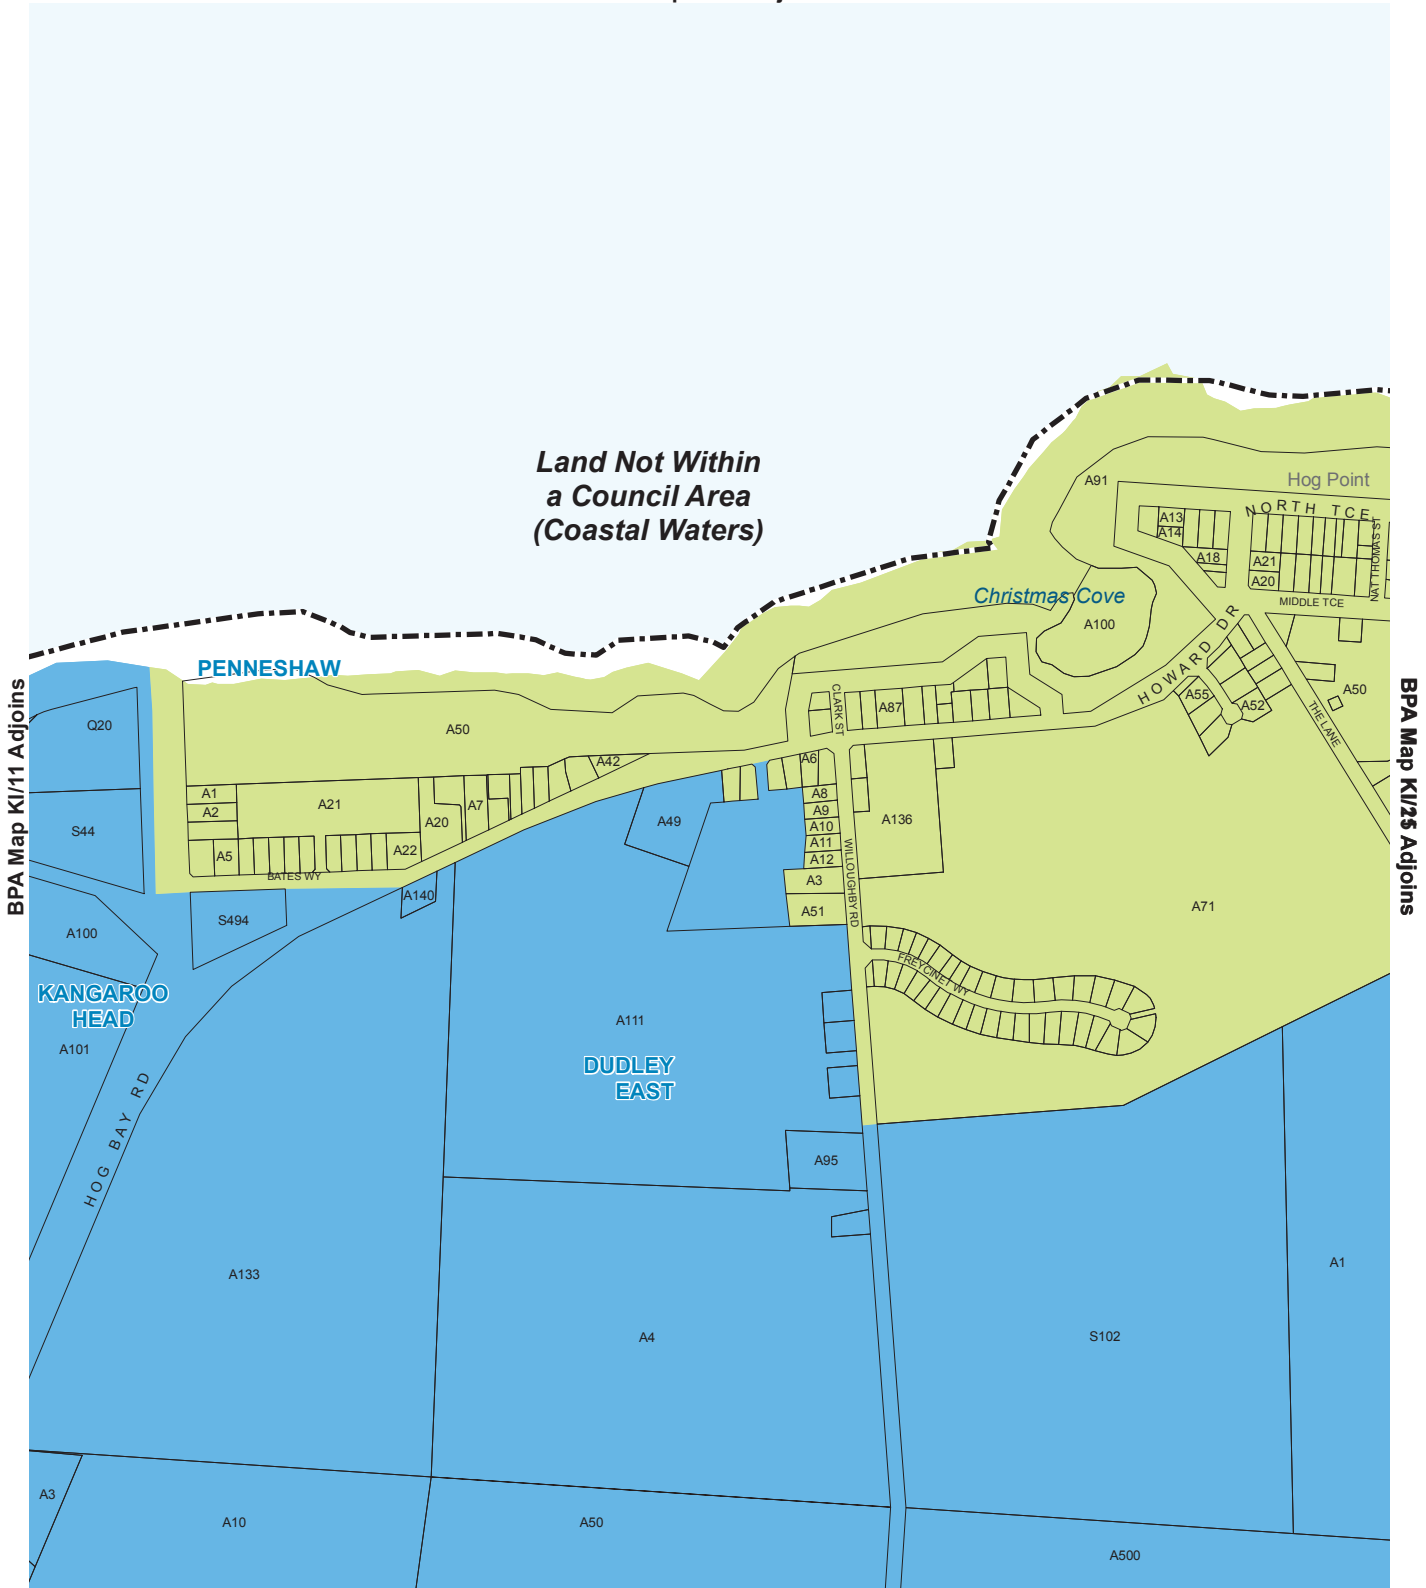 Land Not Within
a Council Area
(Coastal Waters)
A91
Hog Point
NORTH TCE
A13
A14
A18
A21
A20
NAT THOMAS ST
MIDDLE TCE
Christmas Cove
A100
HOWARD DR
PENNESHAW
BPA Map KI/11 Adjoins
Q20
A50
CLARK ST
A87
A55
A52
THE LANE
A50
A42
A6
A1
A2
A21
A20
A7
A49
A8
A9
A10
A11
A12
A136
S44
A5
A22
BATES WY
WILLOUGHBY RD
A3
A51
A140
S494
A100
A71
FREYCINET WY
KANGAROO
HEAD
A101
A111
DUDLEY
EAST
HOG BAY RD
A95
A133
A4
S102
A1
A3
A10
A50
A500
BPA Map Adjoins